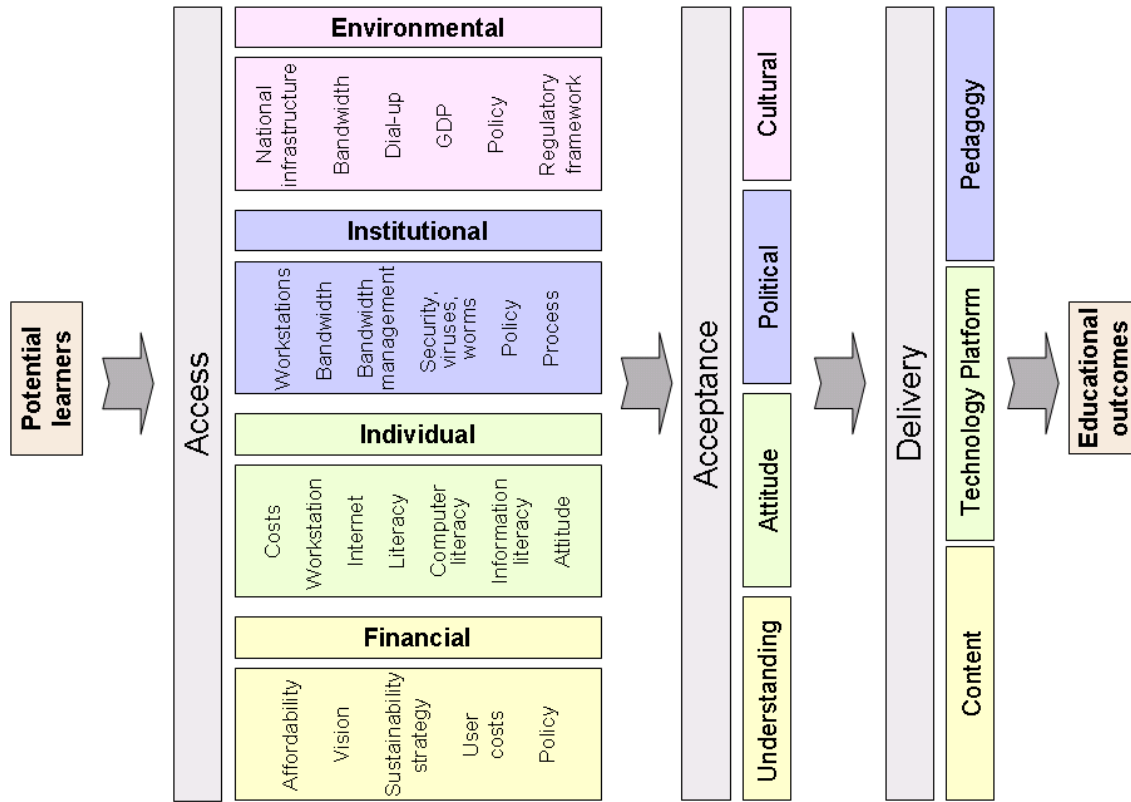 Potential
learners
Access
Financial
Affordability
Vision
Sustainability
strategy
User
costs
Policy
Individual
Costs
Workstation
Internet
Literacy
Computer
literacy
Information
literacy
Attitude
Institutional
Workstations
Bandwidth
Bandwidth
management
Security,
viruses,
worms
Policy
Process
Environmental
National
infrastructure
Bandwidth
Dial-up
GDP
Policy
Regulatory
framework
Acceptance
Understanding
Attitude
Political
Cultural
Delivery
Content
Technology Platform
Pedagogy
Educational
outcomes